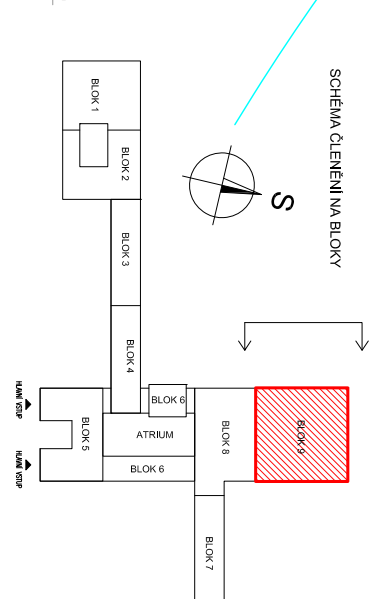 SCHÉMA ČLENĚNÍ NA BLOKY
S
BLOK 1
BLOK 2
BLOK 3
BLOK 4
BLOK 5
BLOK 6
ATRIUM
BLOK 6
BLOK 8
BLOK 9
BLOK 7
HLAVNÍ VSTUP
HLAVNÍ VSTUP